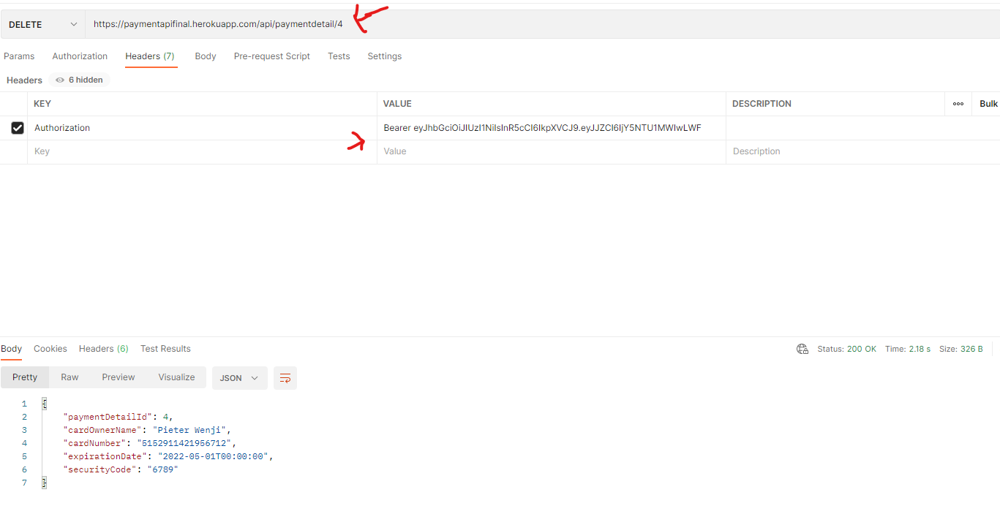 DELETE https://paymentapifinal.herokuapp.com/api/paymentdetail/4
Params Authorization Headers (7) Body Pre-request Script Tests Settings
Headers 6 hidden
KEY VALUE DESCRIPTION ooo Bulk
Authorization Bearer eyJhbGciOiJIUzI1NiIsInR5cCI6IkpXVCJ9.eyJJZCI6IjY5NTU1MWIwLWF
Key Value Description
Body Cookies Headers (6) Test Results Status: 200 OK Time: 2.18 s Size: 326 B
Pretty Raw Preview Visualize JSON
1 {
2 "paymentDetailId": 4,
3 "cardOwnerName": "Pieter Wenji",
4 "cardNumber": "5152911421956712",
5 "expirationDate": "2022-05-01T00:00:00",
6 "securityCode": "6789"
7 }